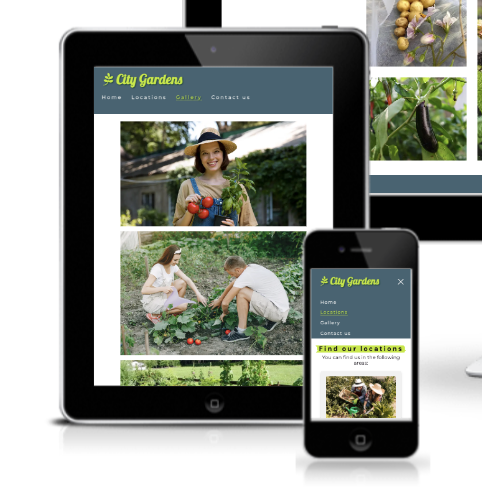 City Gardens
Home Locations Gallery Contact us
City Gardens
Home
Locations
Gallery
Contact us
Find our locations
You can find us in the following
areas: